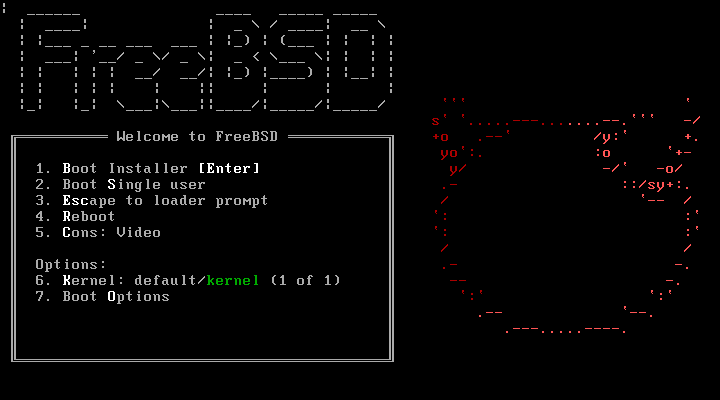 FreeBSD
Welcome to FreeBSD
1. Boot Installer [Enter]
2. Boot Single user
3. Escape to loader prompt
4. Reboot
5. Cons: Video
Options:
6. Kernel: default/kernel (1 of 1)
7. Boot Options